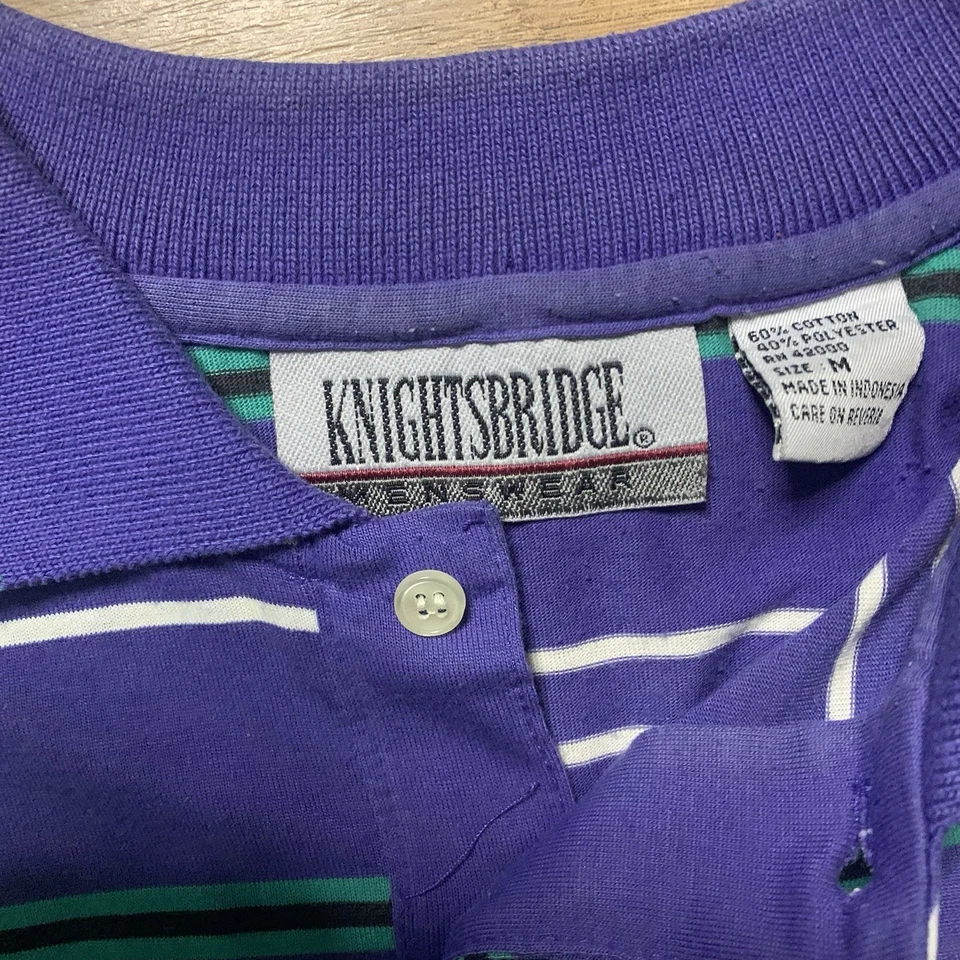 KNIGHTSBRIDGE®
MENSWEAR
60% COTTON
40% POLYESTER
RN 42000
SIZE : M
MADE IN INDONESIA
CARE ON REVERSE